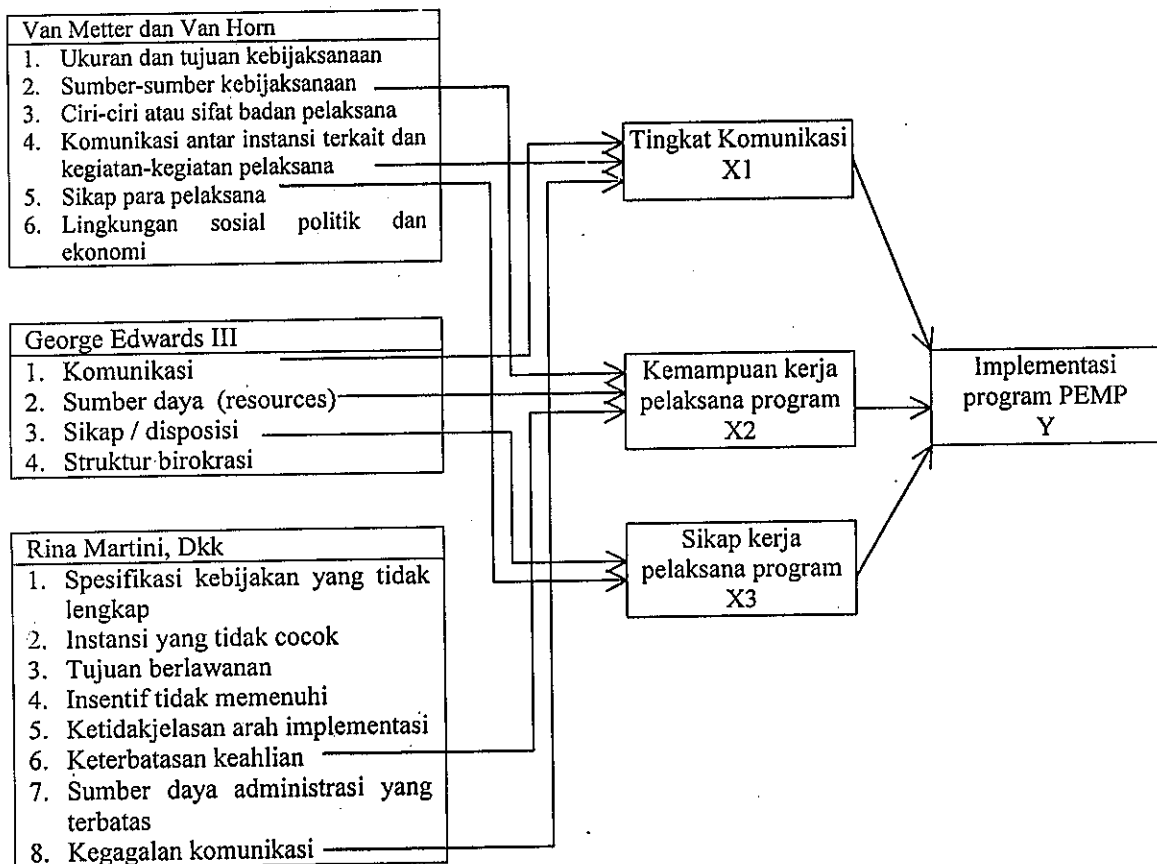 Van Metter dan Van Horn
1. Ukuran dan tujuan kebijaksanaan
2. Sumber-sumber kebijaksanaan
3. Ciri-ciri atau sifat badan pelaksana
4. Komunikasi antar instansi terkait dan
kegiatan-kegiatan pelaksana
5. Sikap para pelaksana
6. Lingkungan sosial politik dan
ekonomi
George Edwards III
1. Komunikasi
2. Sumber daya (resources)
3. Sikap / disposisi
4. Struktur birokrasi
Rina Martini, Dkk
1. Spesifikasi kebijakan yang tidak
lengkap
2. Instansi yang tidak cocok
3. Tujuan berlawanan
4. Insentif tidak memenuhi
5. Ketidakjelasan arah implementasi
6. Keterbatasan keahlian
7. Sumber daya administrasi yang
terbatas
8. Kegagalan komunikasi
Tingkat Komunikasi
X1
Kemampuan kerja
pelaksana program
X2
Sikap kerja
pelaksana program
X3
Implementasi
program PEMP
Y